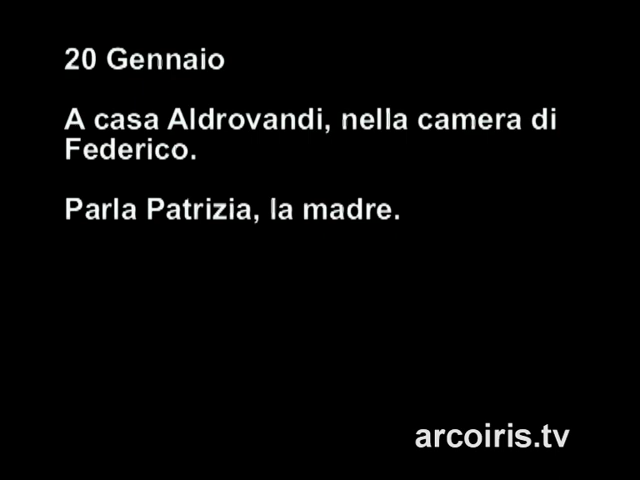 20 Gennaio
A casa Aldrovandi, nella camera di
Federico.
Parla Patrizia, la madre.
arcoiris.tv